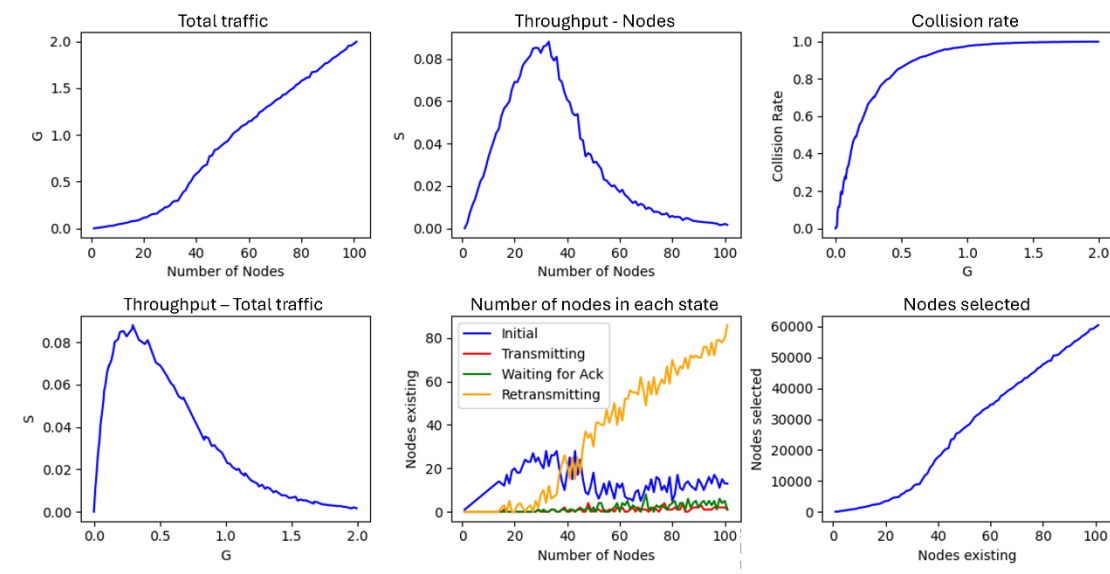 Total traffic
2.0
1.5
1.0
0.5
0.0
G
0 20 40 60 80 100
Number of Nodes
Throughput - Nodes
0.08
0.06
0.04
0.02
0.00
S
0 20 40 60 80 100
Number of Nodes
Collision rate
1.0
0.8
0.6
0.4
0.2
0.0
Collision Rate
0.0 0.5 1.0 1.5 2.0
G
Throughput – Total traffic
0.08
0.06
0.04
0.02
0.00
S
0.0 0.5 1.0 1.5 2.0
G
Number of nodes in each state
Initial
Transmitting
Waiting for Ack
Retransmitting
80
60
40
20
0
Nodes existing
0 20 40 60 80 100
Number of Nodes
Nodes selected
60000
50000
40000
30000
20000
10000
0
Nodes selected
0 20 40 60 80 100
Nodes existing